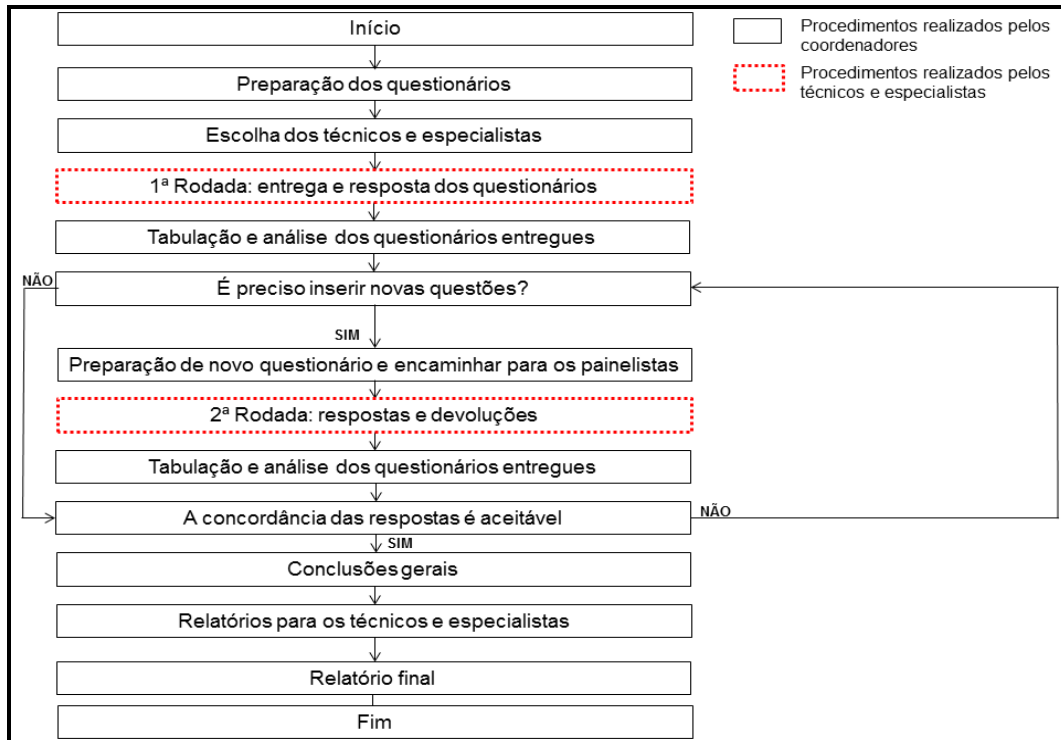 Início
Procedimentos realizados pelos
coordenadores
Preparação dos questionários
Procedimentos realizados pelos
técnicos e especialistas
Escolha dos técnicos e especialistas
1ª Rodada: entrega e resposta dos questionários
Tabulação e análise dos questionários entregues
NÃO
É preciso inserir novas questões?
SIM
Preparação de novo questionário e encaminhar para os painelistas
2ª Rodada: respostas e devoluções
Tabulação e análise dos questionários entregues
A concordância das respostas é aceitável
NÃO
SIM
Conclusões gerais
Relatórios para os técnicos e especialistas
Relatório final
Fim